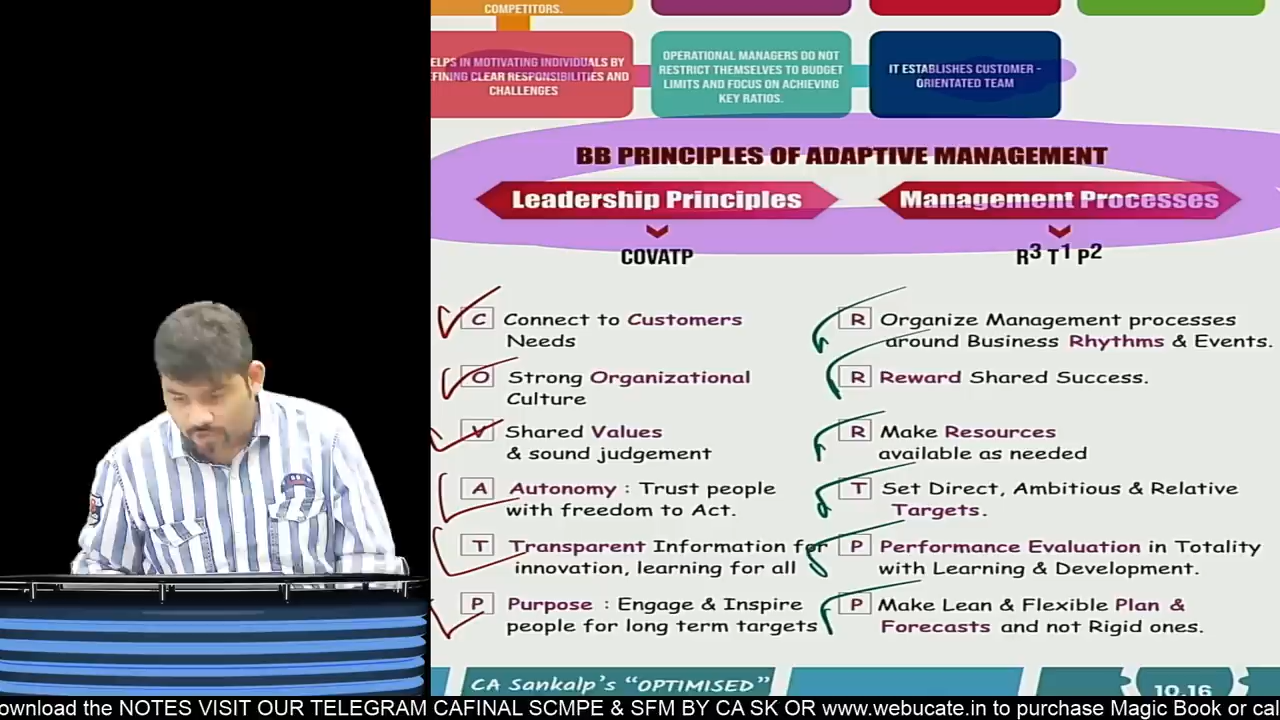 COMPETITORS.
ELPS IN MOTIVATING INDIVIDUALS BY
FINING CLEAR RESPONSIBILITIES AND
CHALLENGES
OPERATIONAL MANAGERS DO NOT
RESTRICT THEMSELVES TO BUDGET
LIMITS AND FOCUS ON ACHIEVING
KEY RATIOS.
IT ESTABLISHES CUSTOMER -
ORIENTATED TEAM
BB PRINCIPLES OF ADAPTIVE MANAGEMENT
Leadership Principles
COVATP
C Connect to Customers
Needs
O Strong Organizational
Culture
V Shared Values
& sound judgement
A Autonomy : Trust people
with freedom to Act.
T Transparent Information for
innovation, learning for all
P Purpose : Engage & Inspire
people for long term targets
Management Processes
R3 T1 P2
R Organize Management processes
around Business Rhythms & Events.
R Reward Shared Success.
R Make Resources
available as needed
T Set Direct, Ambitious & Relative
Targets.
P Performance Evaluation in Totality
with Learning & Development.
P Make Lean & Flexible Plan &
Forecasts and not Rigid ones.
CA Sankalp's "OPTIMISED"
10.16
ownload the NOTES VISIT OUR TELEGRAM CAFINAL SCMPE & SFM BY CA SK OR www.webucate.in to purchase Magic Book or cal